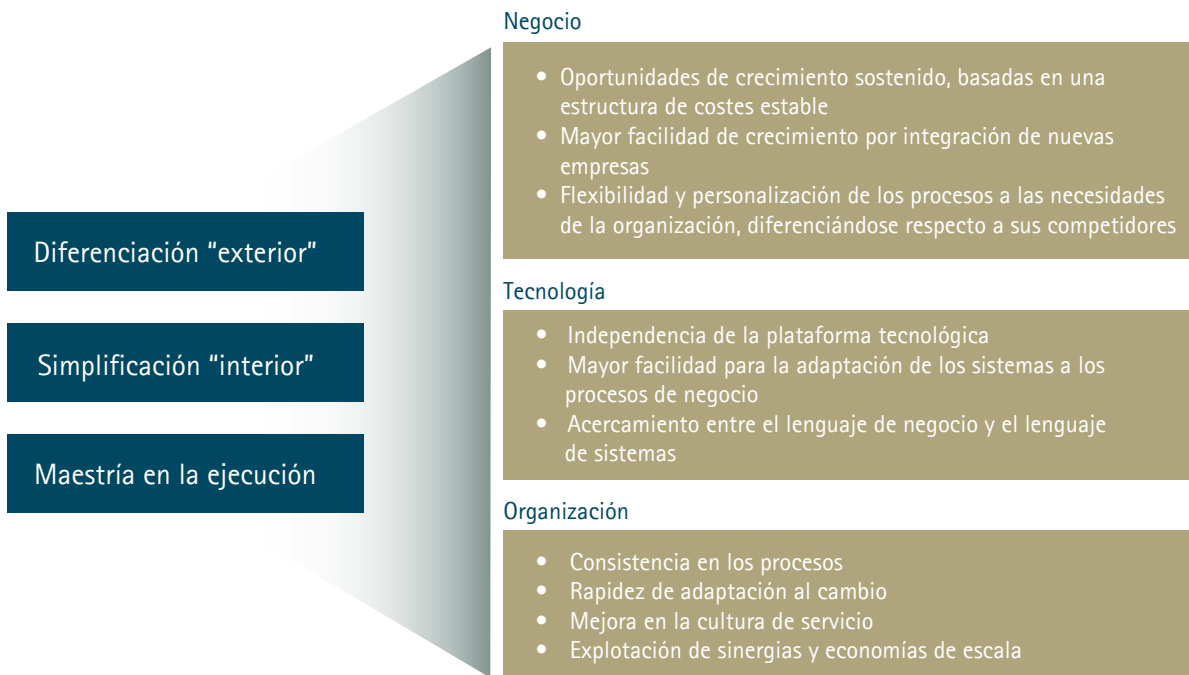 Diferenciación "exterior"
Simplificación "interior"
Maestría en la ejecución
Negocio
• Oportunidades de crecimiento sostenido, basadas en una
estructura de costes estable
• Mayor facilidad de crecimiento por integración de nuevas
empresas
• Flexibilidad y personalización de los procesos a las necesidades
de la organización, diferenciándose respecto a sus competidores
Tecnología
• Independencia de la plataforma tecnológica
• Mayor facilidad para la adaptación de los sistemas a los
procesos de negocio
• Acercamiento entre el lenguaje de negocio y el lenguaje
de sistemas
Organización
• Consistencia en los procesos
• Rapidez de adaptación al cambio
• Mejora en la cultura de servicio
• Explotación de sinergias y economías de escala